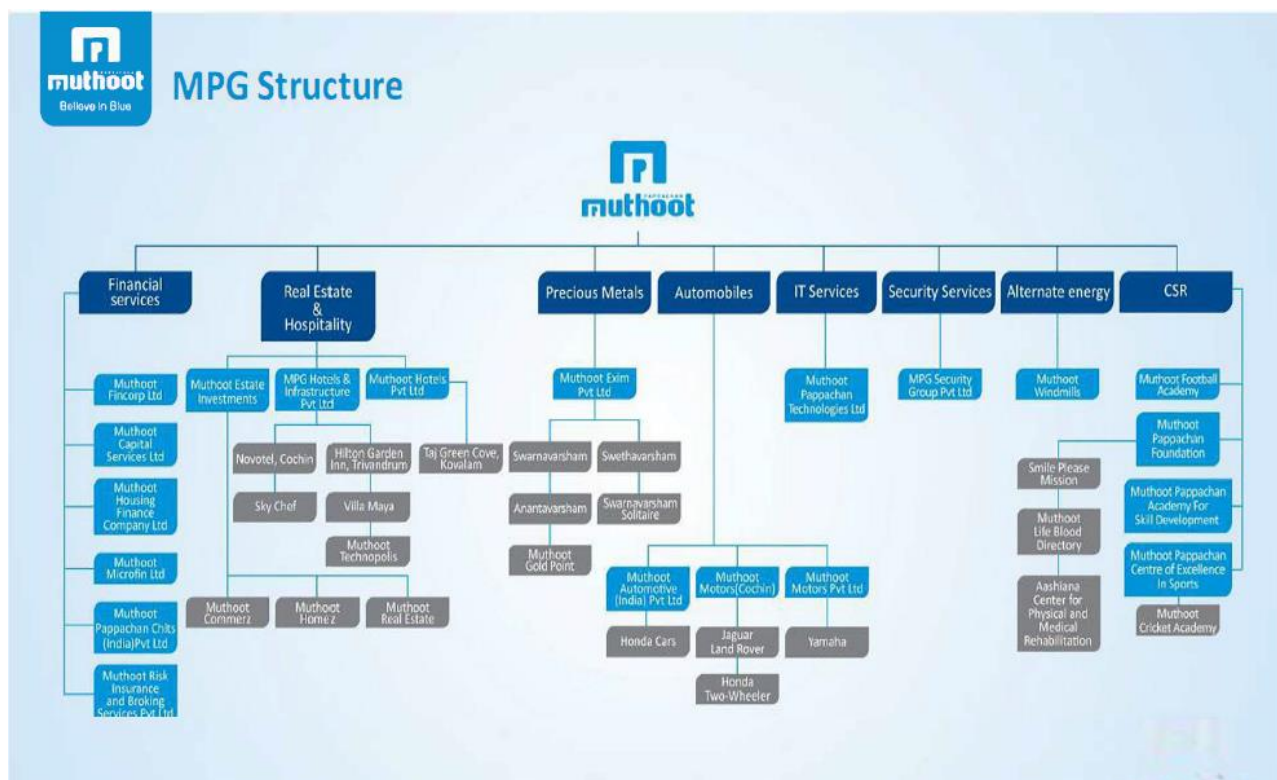 muthoot
Believe in Blue
MPG Structure
PAPPACHAN
muthoot
Financial
services
Real Estate
&
Hospitality
Precious Metals
Automobiles
IT Services
Security Services
Alternate energy
CSR
Muthoot
Fincorp Ltd
Muthoot
Capital
Services Ltd
Muthoot
Housing
Finance
Company Ltd
Muthoot
Microfin Ltd
Muthoot
Pappachan Chits
(India)Pvt Ltd
Muthoot Risk
Insurance
and Broking
Services Pvt Ltd
Muthoot Estate
Investments
MPG Hotels &
Infrastructure
Pvt Ltd
Muthoot Hotels
Pvt Ltd
Novotel, Cochin
Hilton Garden
Inn, Trivandrum
Taj Green Cove,
Kovalam
Sky Chef
Villa Maya
Muthoot
Technopolis
Muthoot
Commerz
Muthoot
Homez
Muthoot
Real Estate
Muthoot Exim
Pvt Ltd
Swarnavarsham
Swethavarsham
Anantavarsham
Swarnavarsham
Solitaire
Muthoot
Gold Point
Muthoot
Automotive
(India) Pvt Ltd
Muthoot
Motors(Cochin)
Muthoot
Motors Pvt Ltd
Honda Cars
Jaguar
Land Rover
Yamaha
Honda
Two-Wheeler
Muthoot
Pappachan
Technologies Ltd
MPG Security
Group Pvt Ltd
Muthoot
Windmills
Muthoot Football
Academy
Muthoot
Pappachan
Foundation
Smile Please
Mission
Muthoot
Life Blood
Directory
Aashiana
Center for
Physical and
Medical
Rehabilitation
Muthoot Pappachan
Academy For
Skill Development
Muthoot Pappachan
Centre of Excellence
In Sports
Muthoot
Cricket Academy